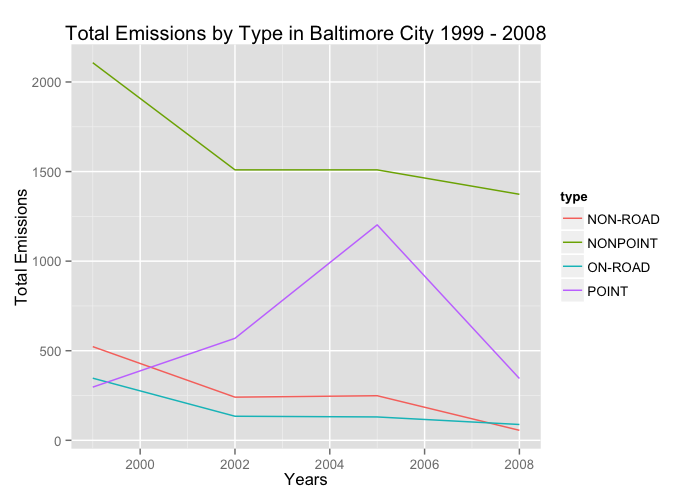 Total Emissions by Type in Baltimore City 1999 - 2008
Total Emissions
2000
1500
1000
500
0
2000
2002
2004
2006
2008
Years
type
NON-ROAD
NONPOINT
ON-ROAD
POINT